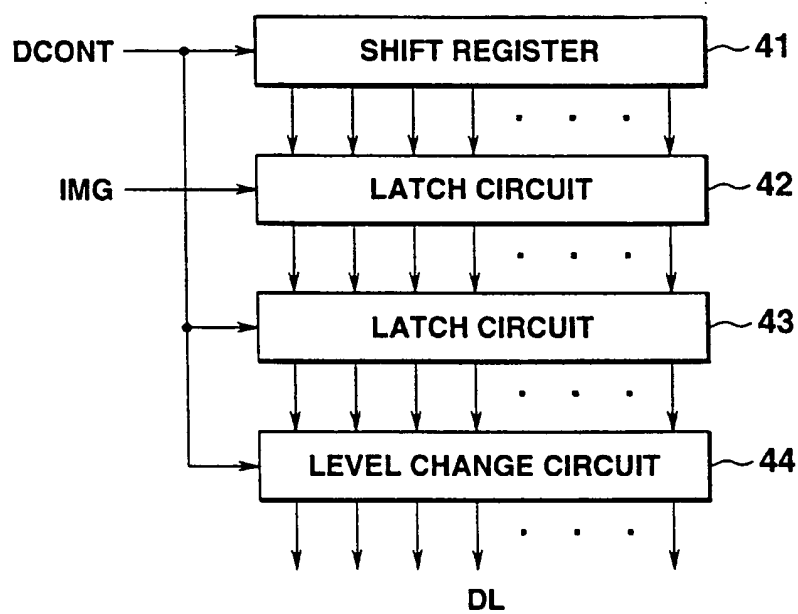 DCONT
SHIFT REGISTER
41
IMG
LATCH CIRCUIT
42
LATCH CIRCUIT
43
LEVEL CHANGE CIRCUIT
44
DL